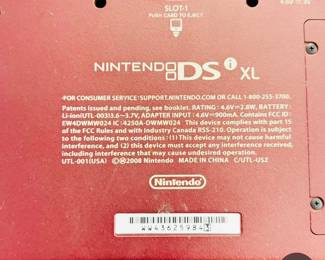 SLOT-1
PUSH CARD TO EJECT
4.6V
NINTENDO DS i XL
FOR CONSUMER SERVICE: SUPPORT.NINTENDO.COM OR CALL 1-800-255-3700.
Patents issued and pending, see booklet. RATING: 4.6V⎓2.8W, BATTERY:
Li-ion(UTL-003)3.6~3.7V, ADAPTER INPUT: 4.6V⎓900mA. Contains FCC ID:
EW4DWMW024 IC: 4250A-DWMW024 This device complies with part 15
of the FCC Rules and with Industry Canada RSS-210. Operation is subject
to the following two conditions: (1) This device may not cause harmful
interference, and (2) this device must accept any interference received,
including interference that may cause undesired operation.
UTL-001(USA) ©2008 Nintendo MADE IN CHINA C/UTL-US2
Nintendo
WW436259843